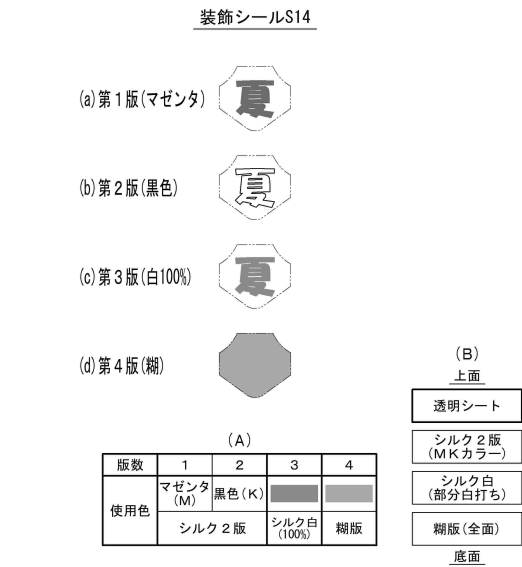 装飾シールS14
(a)第1版(マゼンタ)
夏
(b)第2版(黒色)
夏
(c)第3版(白100%)
夏
(d)第4版(糊)
(A)
版数 1 2 3 4
使用色 マゼンタ(M) 黒色(K)
シルク2版 シルク白(100%) 糊版
(B)
上面
透明シート
シルク2版
(MKカラー)
シルク白
(部分白打ち)
糊版(全面)
底面